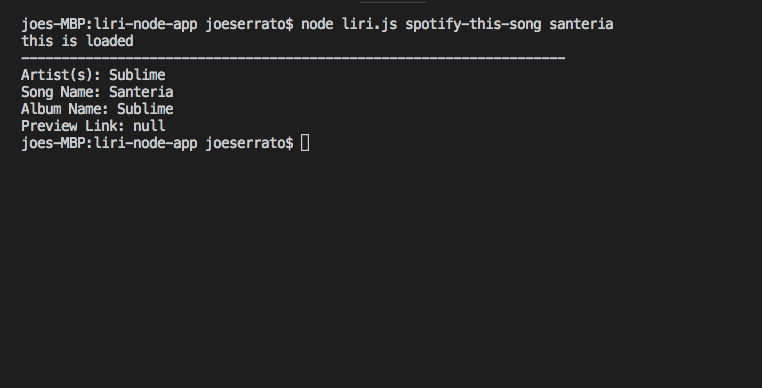 joes-MBP:liri-node-app joeserrato$ node liri.js spotify-this-song santeria
this is loaded
--------------------------------------------------------------------
Artist(s): Sublime
Song Name: Santeria
Album Name: Sublime
Preview Link: null
joes-MBP:liri-node-app joeserrato$